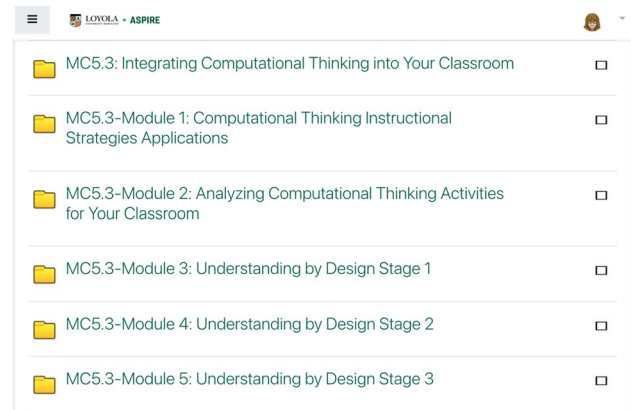 LOYOLA • ASPIRE
UNIVERSITY MARYLAND
MC5.3: Integrating Computational Thinking into Your Classroom
MC5.3-Module 1: Computational Thinking Instructional
Strategies Applications
MC5.3-Module 2: Analyzing Computational Thinking Activities
for Your Classroom
MC5.3-Module 3: Understanding by Design Stage 1
MC5.3-Module 4: Understanding by Design Stage 2
MC5.3-Module 5: Understanding by Design Stage 3